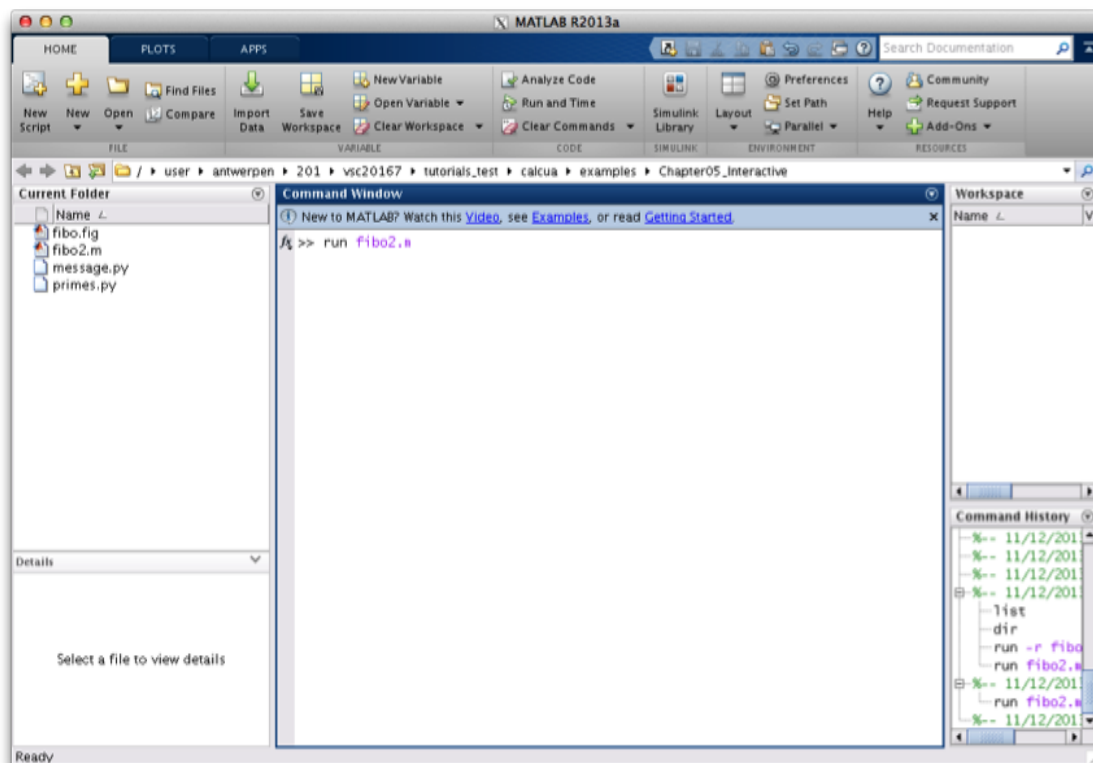 MATLAB R2013a
HOME PLOTS APPS
Search Documentation
New Script
New
Open
Find Files
Compare
FILE
Import Data
Save Workspace
New Variable
Open Variable
Clear Workspace
VARIABLE
Analyze Code
Run and Time
Clear Commands
CODE
Simulink Library
SIMULINK
Layout
Preferences
Set Path
Parallel
ENVIRONMENT
Help
Community
Request Support
Add-Ons
RESOURCES
/ user antwerpen 201 vsc20167 tutorials_test calcua examples Chapter05_Interactive
Current Folder
Name
fibo.fig
fibo2.m
message.py
primes.py
Details
Select a file to view details
Command Window
New to MATLAB? Watch this Video, see Examples, or read Getting Started.
fx >> run fibo2.m
Workspace
Name V
Command History
%-- 11/12/201
%-- 11/12/201
%-- 11/12/201
%-- 11/12/201
list
dir
run -r fibo
run fibo2.m
%-- 11/12/201
run fibo2.m
%-- 11/12/201
Ready